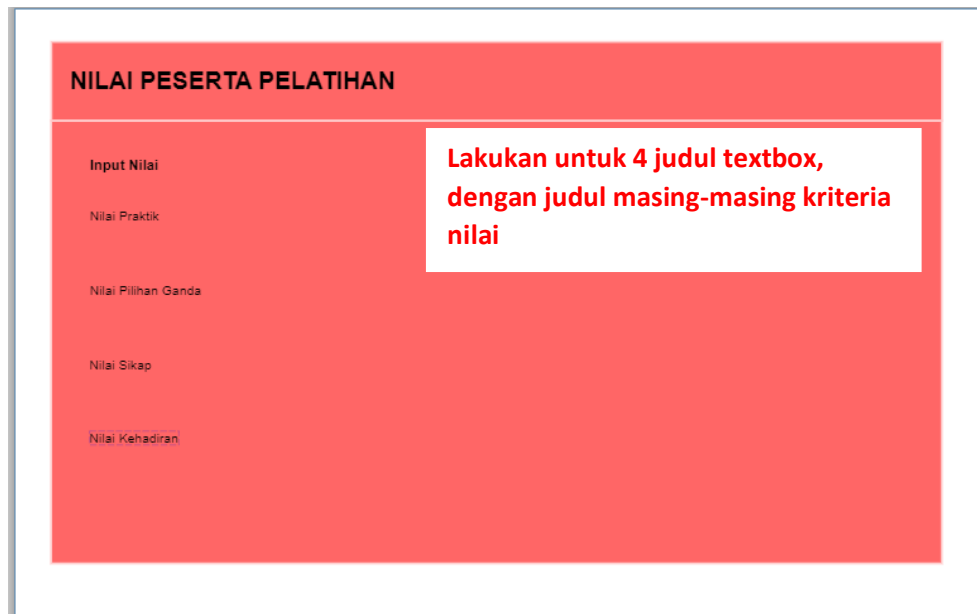 NILAI PESERTA PELATIHAN
Input Nilai
Lakukan untuk 4 judul textbox,
dengan judul masing-masing kriteria
nilai
Nilai Praktik
Nilai Pilihan Ganda
Nilai Sikap
Nilai Kehadiran